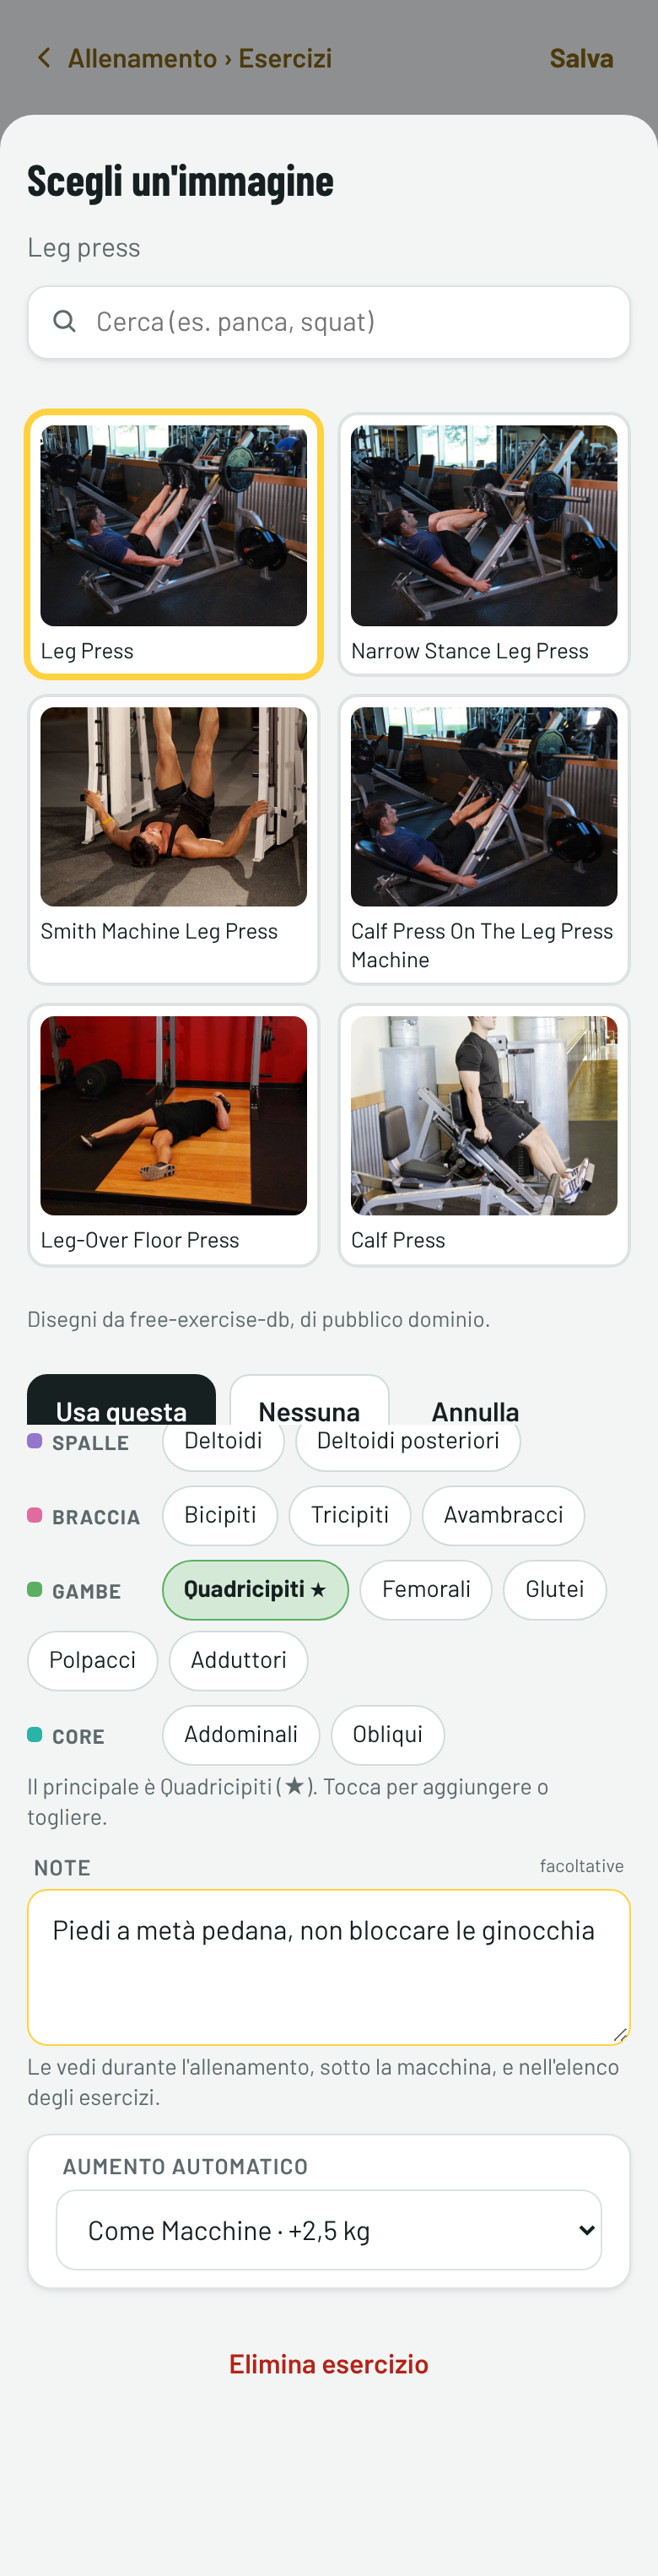 Allenamento › Esercizi
Salva
Scegli un'immagine
Leg press
Cerca (es. panca, squat)
Leg Press
Narrow Stance Leg Press
Smith Machine Leg Press
Calf Press On The Leg Press
Machine
Leg-Over Floor Press
Calf Press
Disegni da free-exercise-db, di pubblico dominio.
Usa questa
Nessuna
Annulla
SPALLE
Deltoidi
Deltoidi posteriori
BRACCIA
Bicipiti
Tricipiti
Avambracci
GAMBE
Quadricipiti ★
Femorali
Glutei
Polpacci
Adduttori
CORE
Addominali
Obliqui
Il principale è Quadricipiti (★). Tocca per aggiungere o
togliere.
NOTE
facoltative
Piedi a metà pedana, non bloccare le ginocchia
Le vedi durante l'allenamento, sotto la macchina, e nell'elenco
degli esercizi.
AUMENTO AUTOMATICO
Come Macchine · +2,5 kg
Elimina esercizio